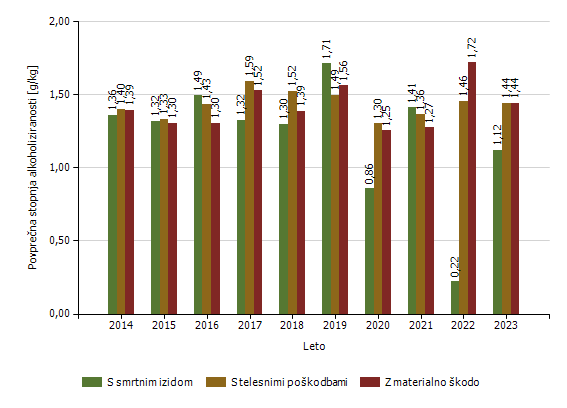 2,00
1,50
1,00
0,50
0,00
Povprečna stopnja alkoholiziranosti [g/kg]
1,36 1,40 1,39
1,32 1,33 1,30
1,49 1,43 1,30
1,32 1,59 1,52
1,30 1,52 1,39
1,71 1,49 1,56
0,86 1,30 1,25
1,41 1,36 1,27
0,22 1,46 1,72
1,12 1,44 1,44
2014 2015 2016 2017 2018 2019 2020 2021 2022 2023
Leto
S smrtnim izidom S telesnimi poškodbami Z materialno škodo